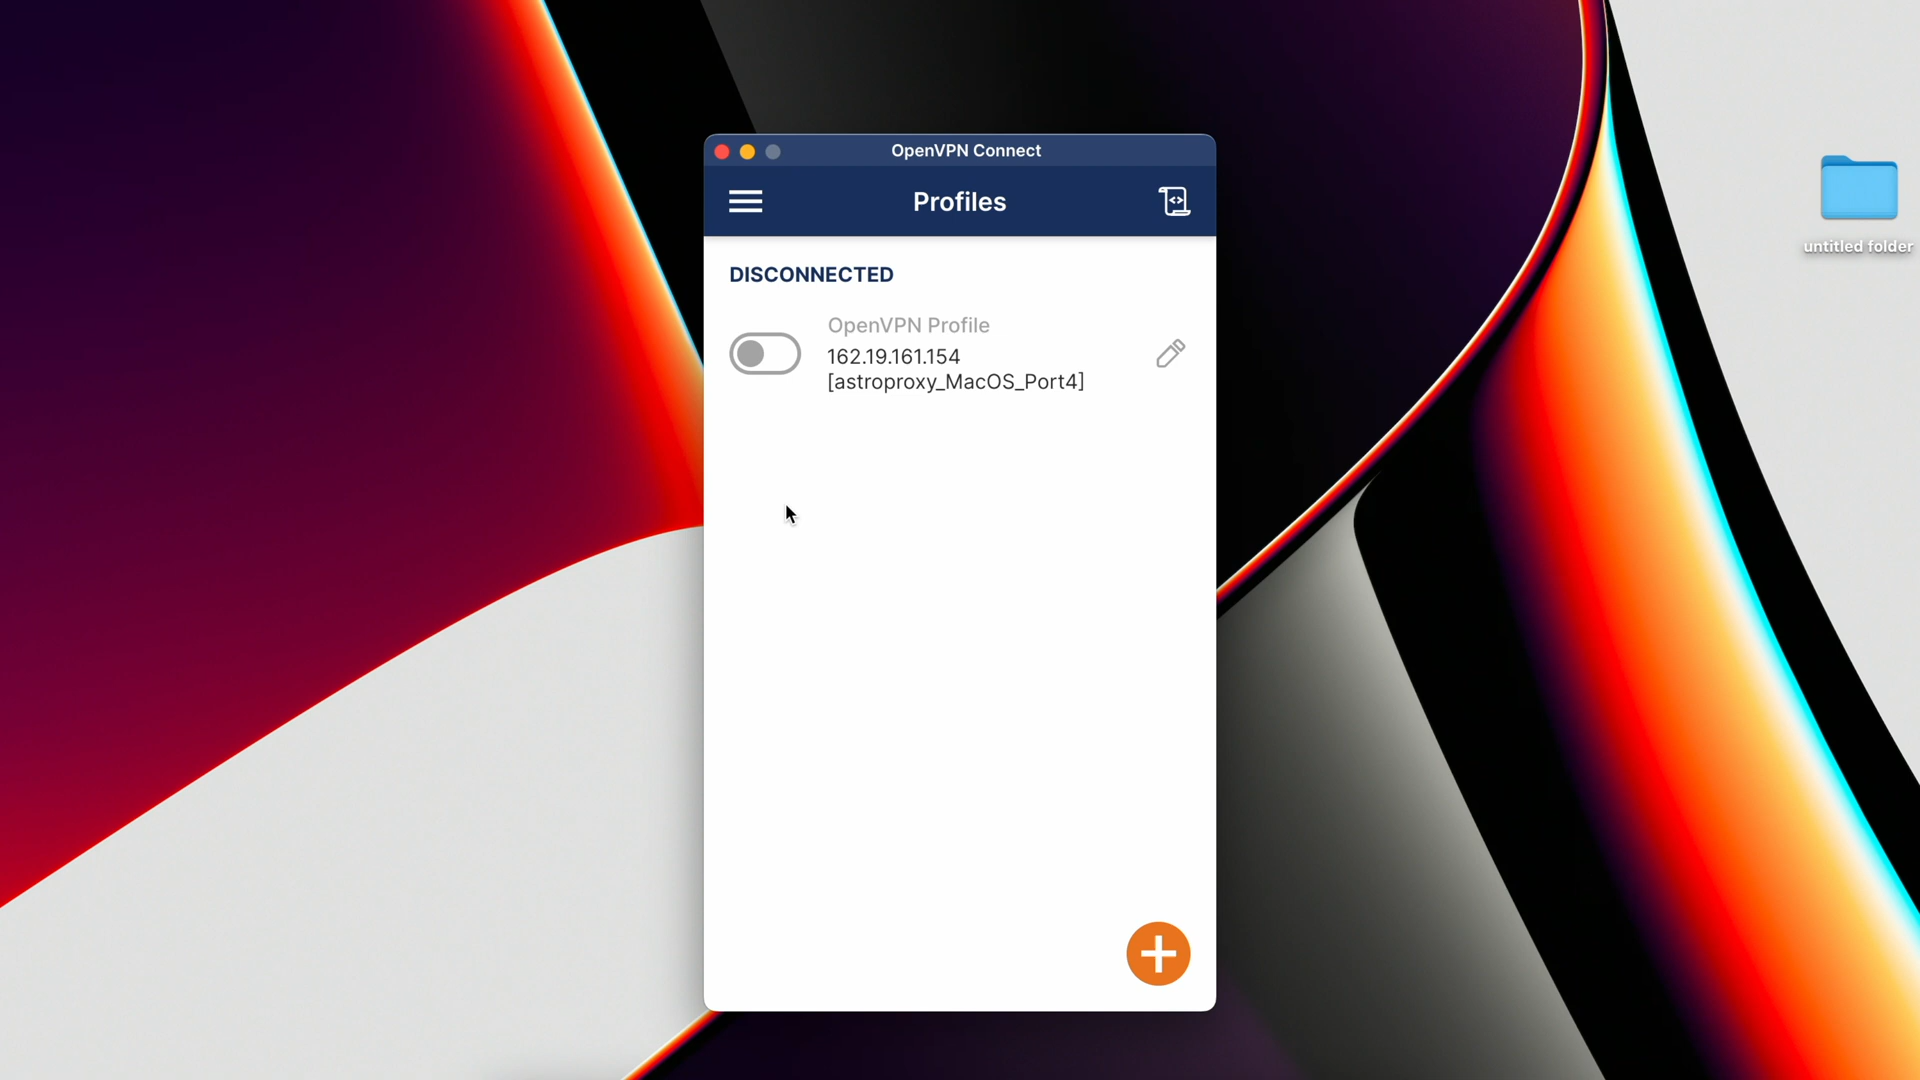 OpenVPN Connect
Profiles
DISCONNECTED
OpenVPN Profile
162.19.161.154
[astroproxy_MacOS_Port4]
untitled folder